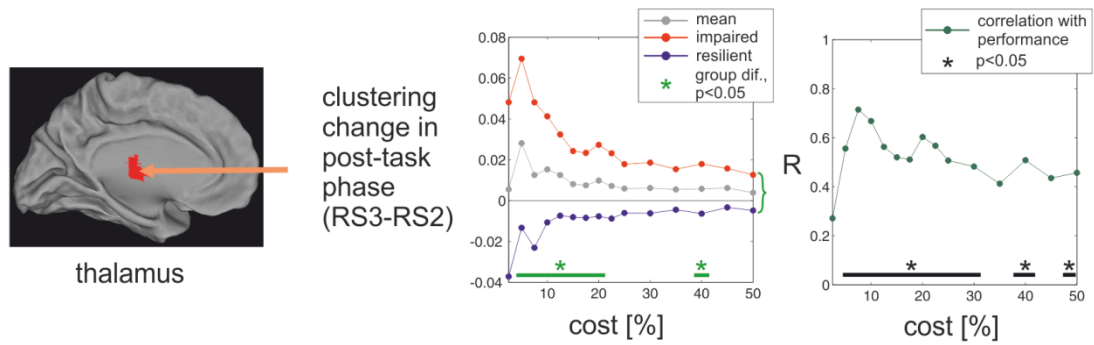 thalamus
clustering
change in
post-task
phase
(RS3-RS2)
mean
impaired
resilient
* group dif.,
p<0.05
0.08
0.06
0.04
0.02
0
-0.02
-0.04
* *
10 20 30 40 50
cost [%]
correlation with
performance
* p<0.05
R
1
0.8
0.6
0.4
0.2
0
* * *
10 20 30 40 50
cost [%]